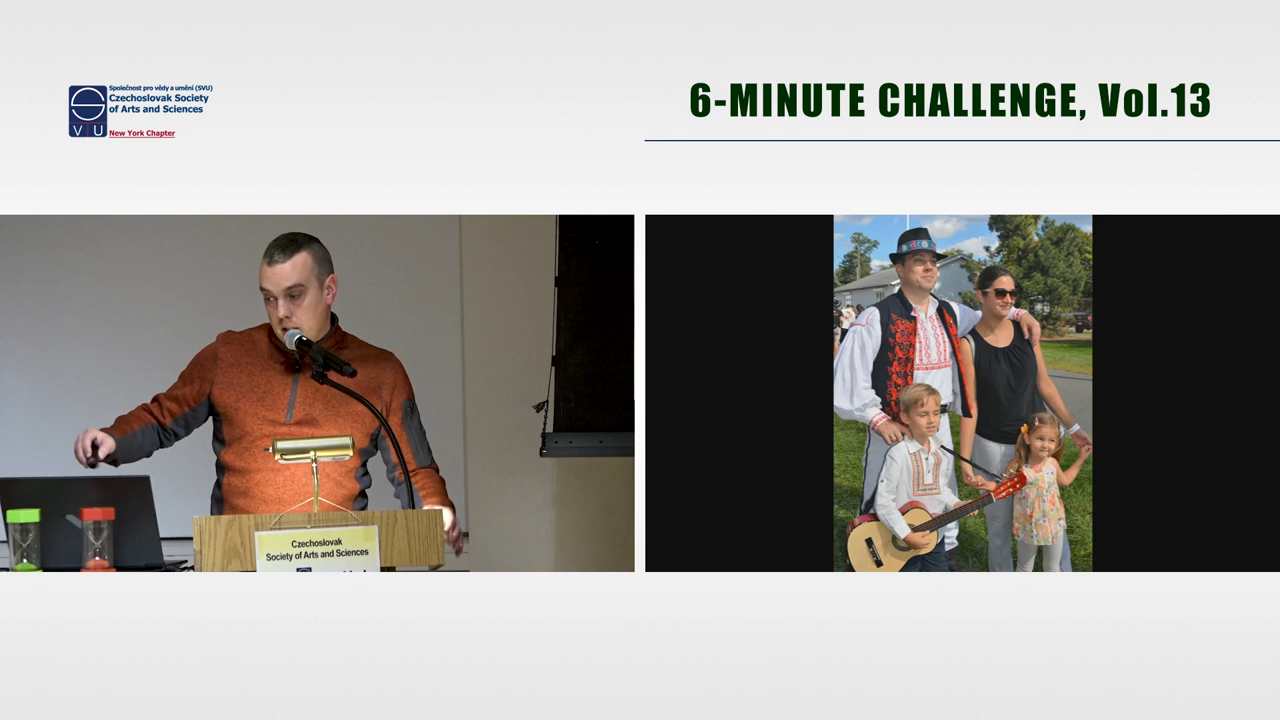 Společnost pro vědy a umění (SVU)
Czechoslovak Society
of Arts and Sciences
V U
New York Chapter
6-MINUTE CHALLENGE, Vol.13
Czechoslovak
Society of Arts and Sciences